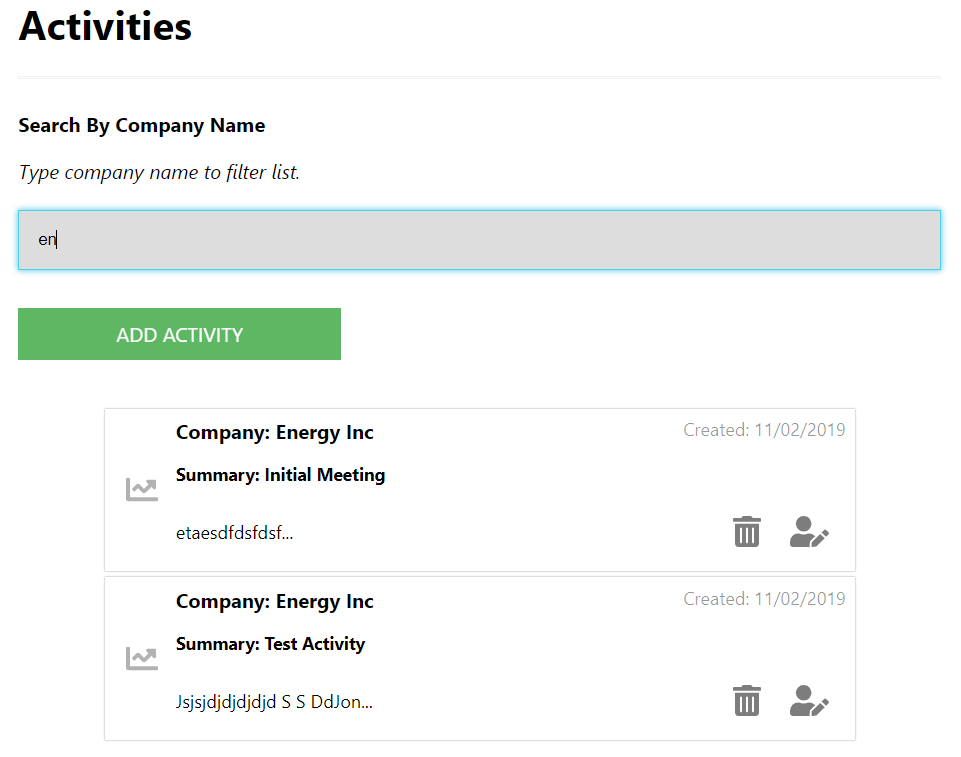 Activities
Search By Company Name
Type company name to filter list.
en
ADD ACTIVITY
Company: Energy Inc
Created: 11/02/2019
Summary: Initial Meeting
etaesdfdsfdsf...
Company: Energy Inc
Created: 11/02/2019
Summary: Test Activity
Jsjsjdjdjdjdjd S S DdJon...